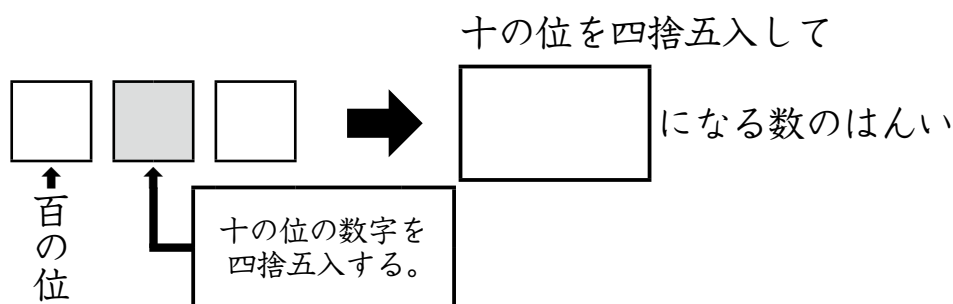 十の位を四捨五入して
になる数のはんい
百の位
十の位の数字を
四捨五入する。